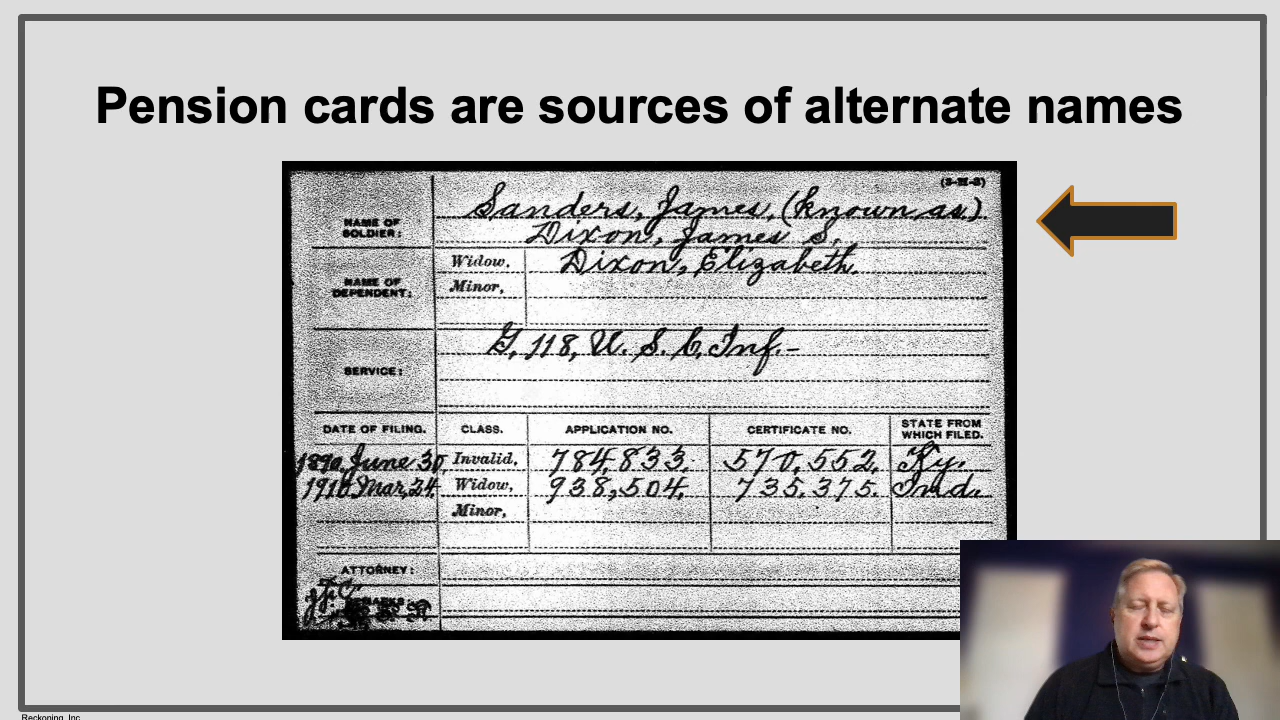 Pension cards are sources of alternate names
(3-111-3)
NAME OF SOLDIER:
Sanders, James, (known as)
Dixon, James S.
NAME OF DEPENDENT:
Widow, Dixon, Elizabeth.
Minor,
SERVICE:
G, 118, U. S. C. Inf.-
DATE OF FILING. CLASS. APPLICATION NO. CERTIFICATE NO. STATE FROM WHICH FILED.
1890, June 30, Invalid, 784,833. 570,552. Ky.
1910 Mar, 24, Widow, 938,504. 735,375. Ind.
Minor,
ATTORNEY:
Reckoning, Inc.